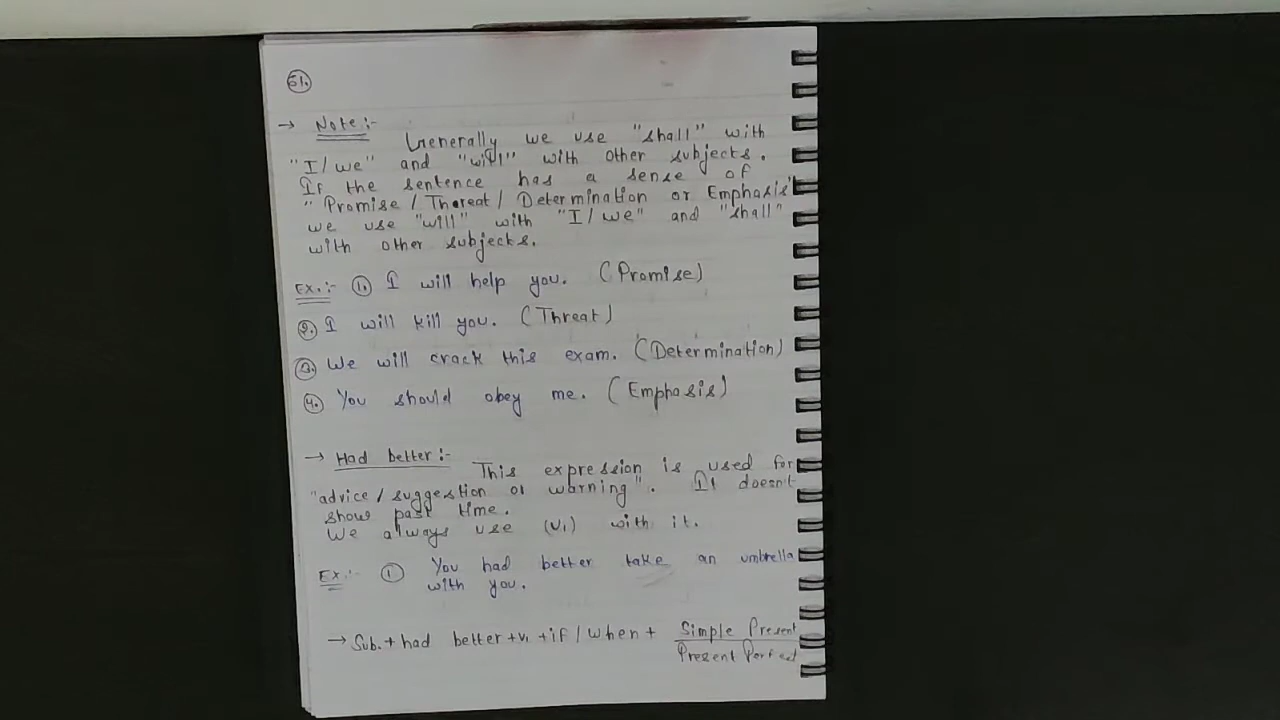 51.
→ Note:-
Generally we use "shall" with
"I/we" and "will" with other subjects.
If the sentence has a sense of
"Promise / Thereat / Determination or Emphasis"
we use "will" with "I/we" and "shall"
with other subjects.
Ex.:- 1. I will help you. (Promise)
2. I will kill you. (Threat)
3. We will crack this exam. (Determination)
4. You should obey me. (Emphasis)
→ Had better:- This expression is used for
"advice / suggestion or warning". It doesn't
show past time.
We always use (V1) with it.
Ex.:- 1 You had better take an umbrella
with you.
→ Sub. + had better + V1 + if / when + Simple Present
Present Perfect